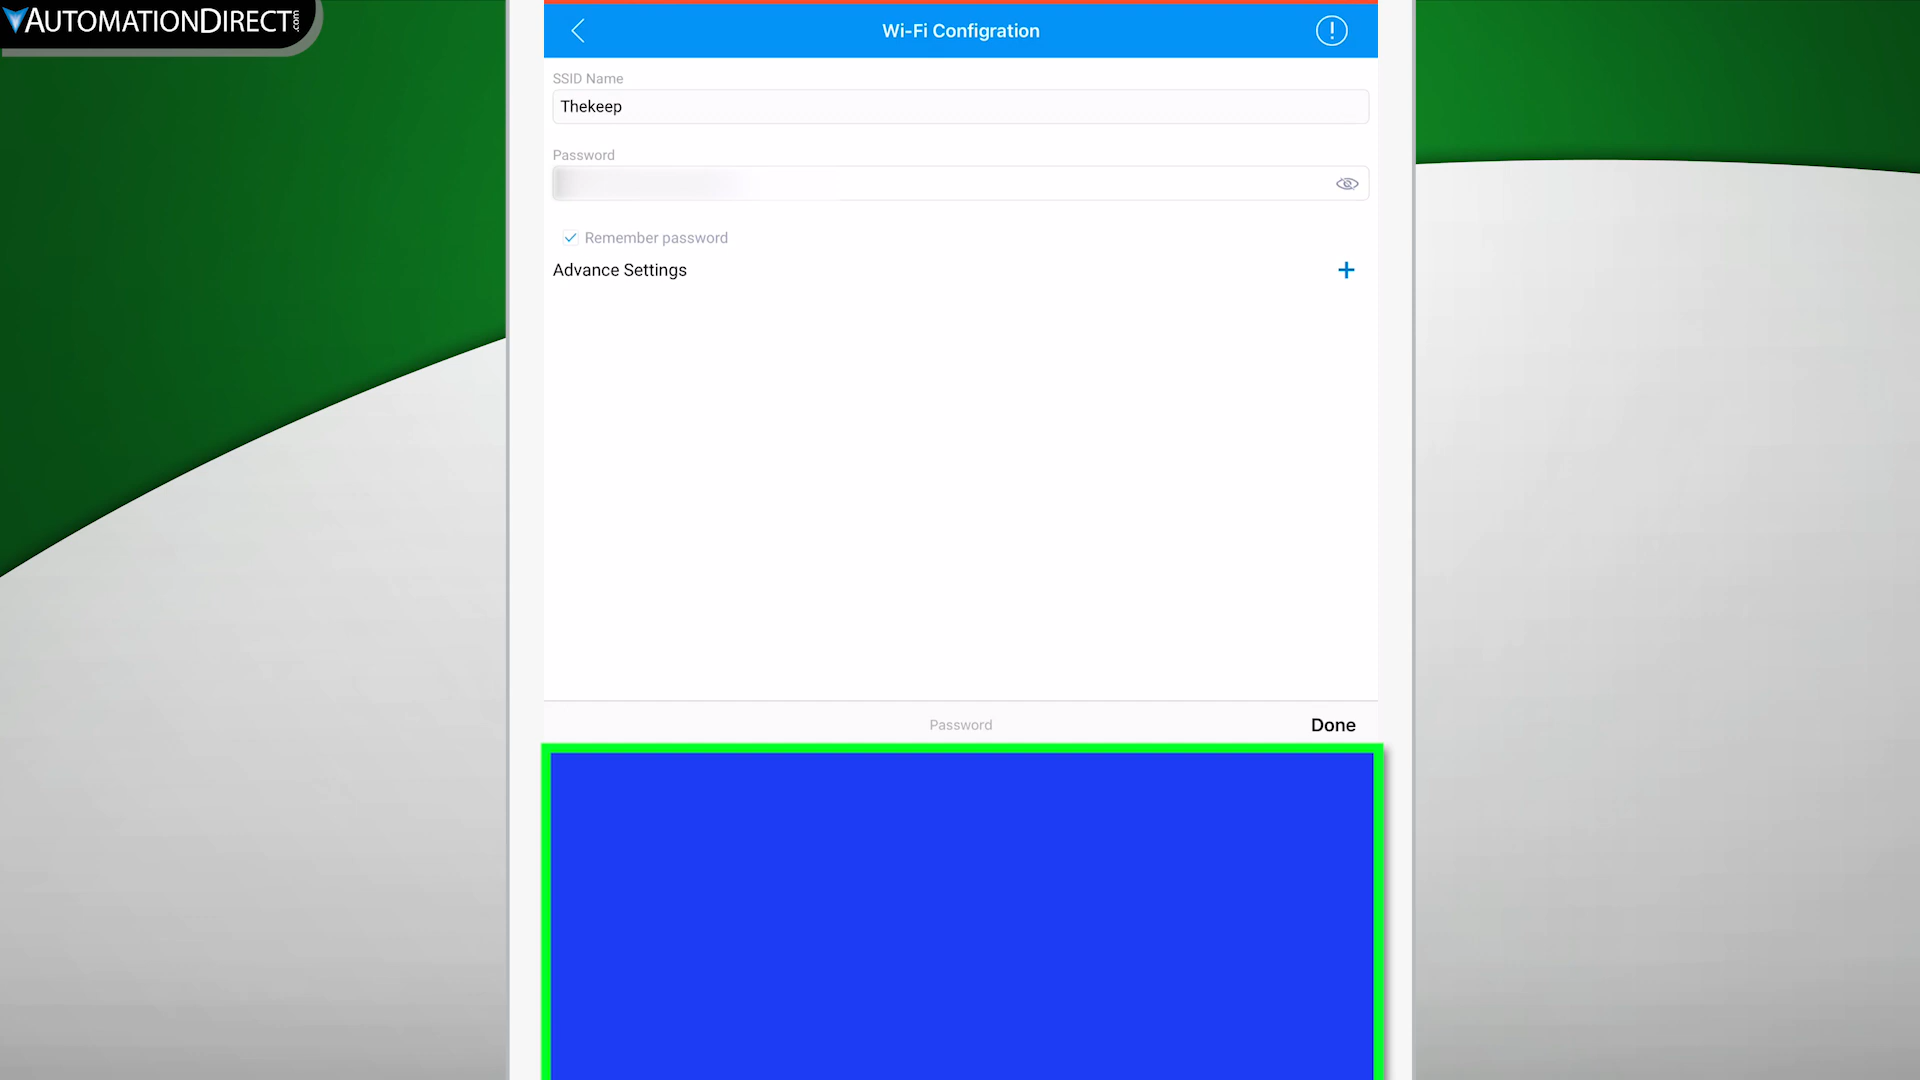 AUTOMATIONDIRECT.com
Wi-Fi Configration
SSID Name
Thekeep
Password
Remember password
Advance Settings
Password
Done